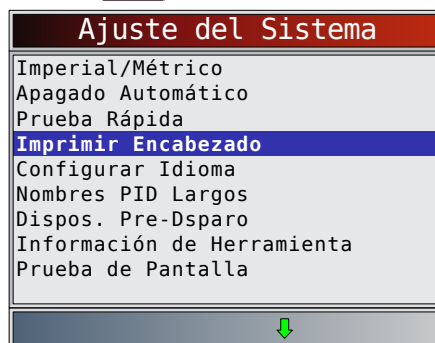 Ajuste del Sistema
Imperial/Métrico
Apagado Automático
Prueba Rápida
Imprimir Encabezado
Configurar Idioma
Nombres PID Largos
Dispos. Pre-Dsparo
Información de Herramienta
Prueba de Pantalla